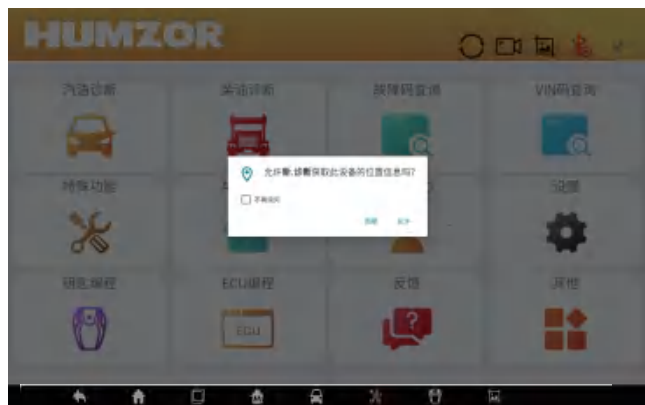 HUMZOR
汽油诊断 柴油诊断 故障码查询 VIN码查询
允许 诊断获取此设备的位置信息吗?
不再询问
特殊功能 设置
拒绝 允许
钥匙编程 ECU编程 反馈 其他
ECU